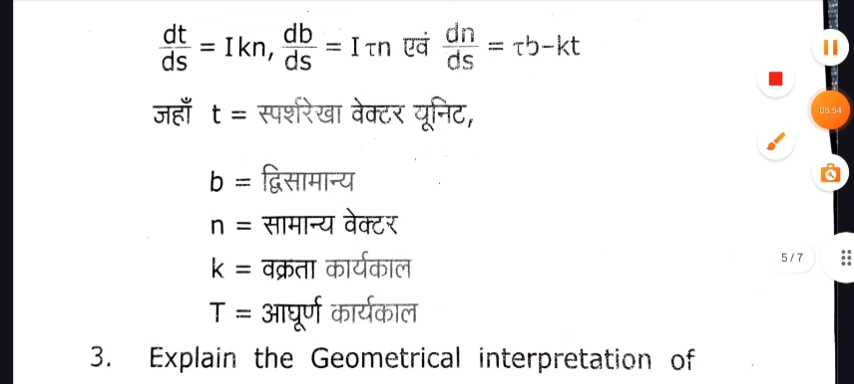 dt/ds = Ikn, db/ds = Iτn एवं dn/ds = τb-kt
जहाँ t = स्पर्शरेखा वेक्टर यूनिट,
b = द्विसामान्य
n = सामान्य वेक्टर
k = वक्रता कार्यकाल
T = आघूर्ण कार्यकाल
3. Explain the Geometrical interpretation of
05:54
5/7